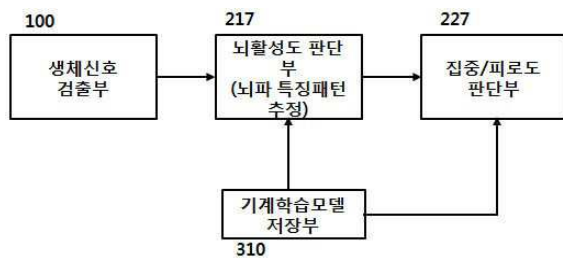 100
생체신호
검출부
217
뇌활성도 판단
부
(뇌파 특징패턴
추정)
227
집중/피로도
판단부
기계학습모델
저장부
310